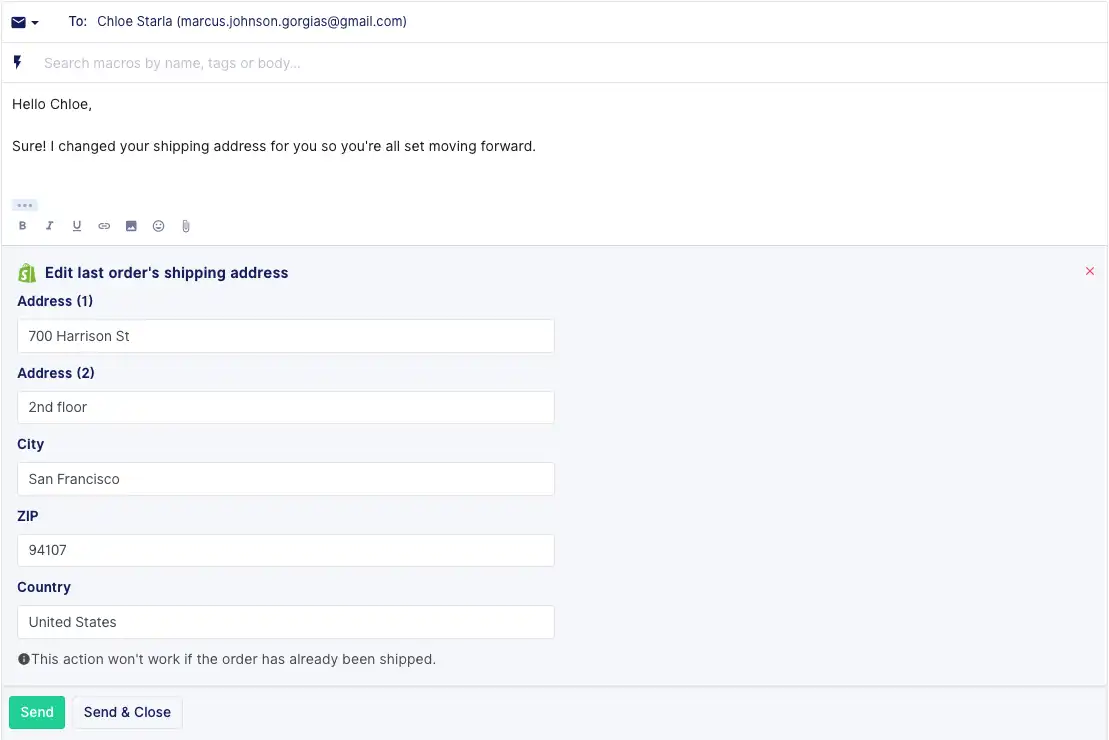 To: Chloe Starla (marcus.johnson.gorgias@gmail.com)
Search macros by name, tags or body...
Hello Chloe,
Sure! I changed your shipping address for you so you're all set moving forward.
B I U
Edit last order's shipping address
Address (1)
700 Harrison St
Address (2)
2nd floor
City
San Francisco
ZIP
94107
Country
United States
This action won't work if the order has already been shipped.
Send Send & Close